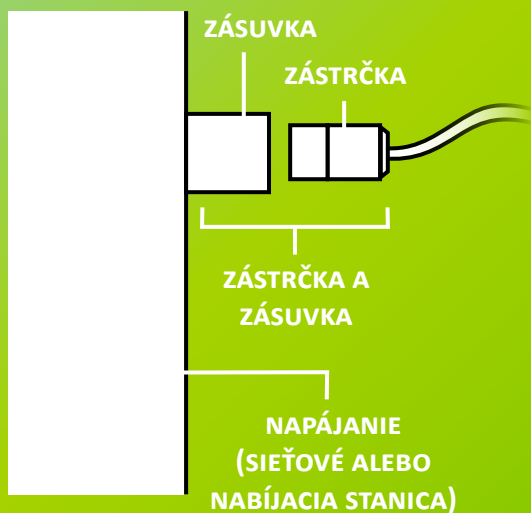 ZÁSUVKA
ZÁSTRČKA
ZÁSTRČKA A
ZÁSUVKA
NAPÁJANIE
(SIEŤOVÉ ALEBO
NABÍJACIA STANICA)